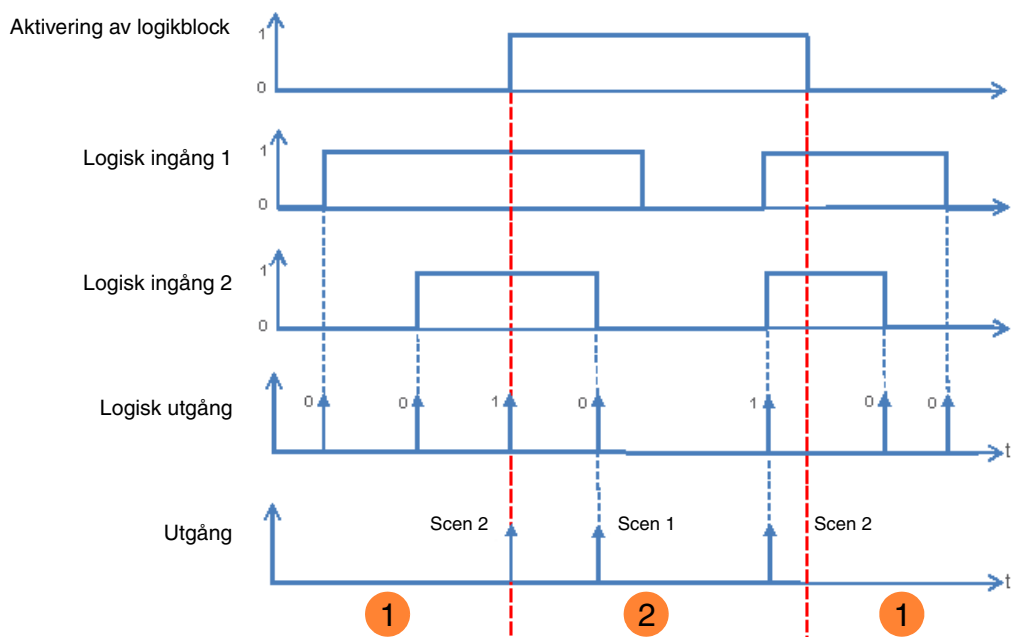 Aktivering av logikblock
1
0
Logisk ingång 1
1
0
Logisk ingång 2
1
0
Logisk utgång
0 0 1 0 1 0 0
t
Utgång
Scen 2 Scen 1 Scen 2
t
1 2 1